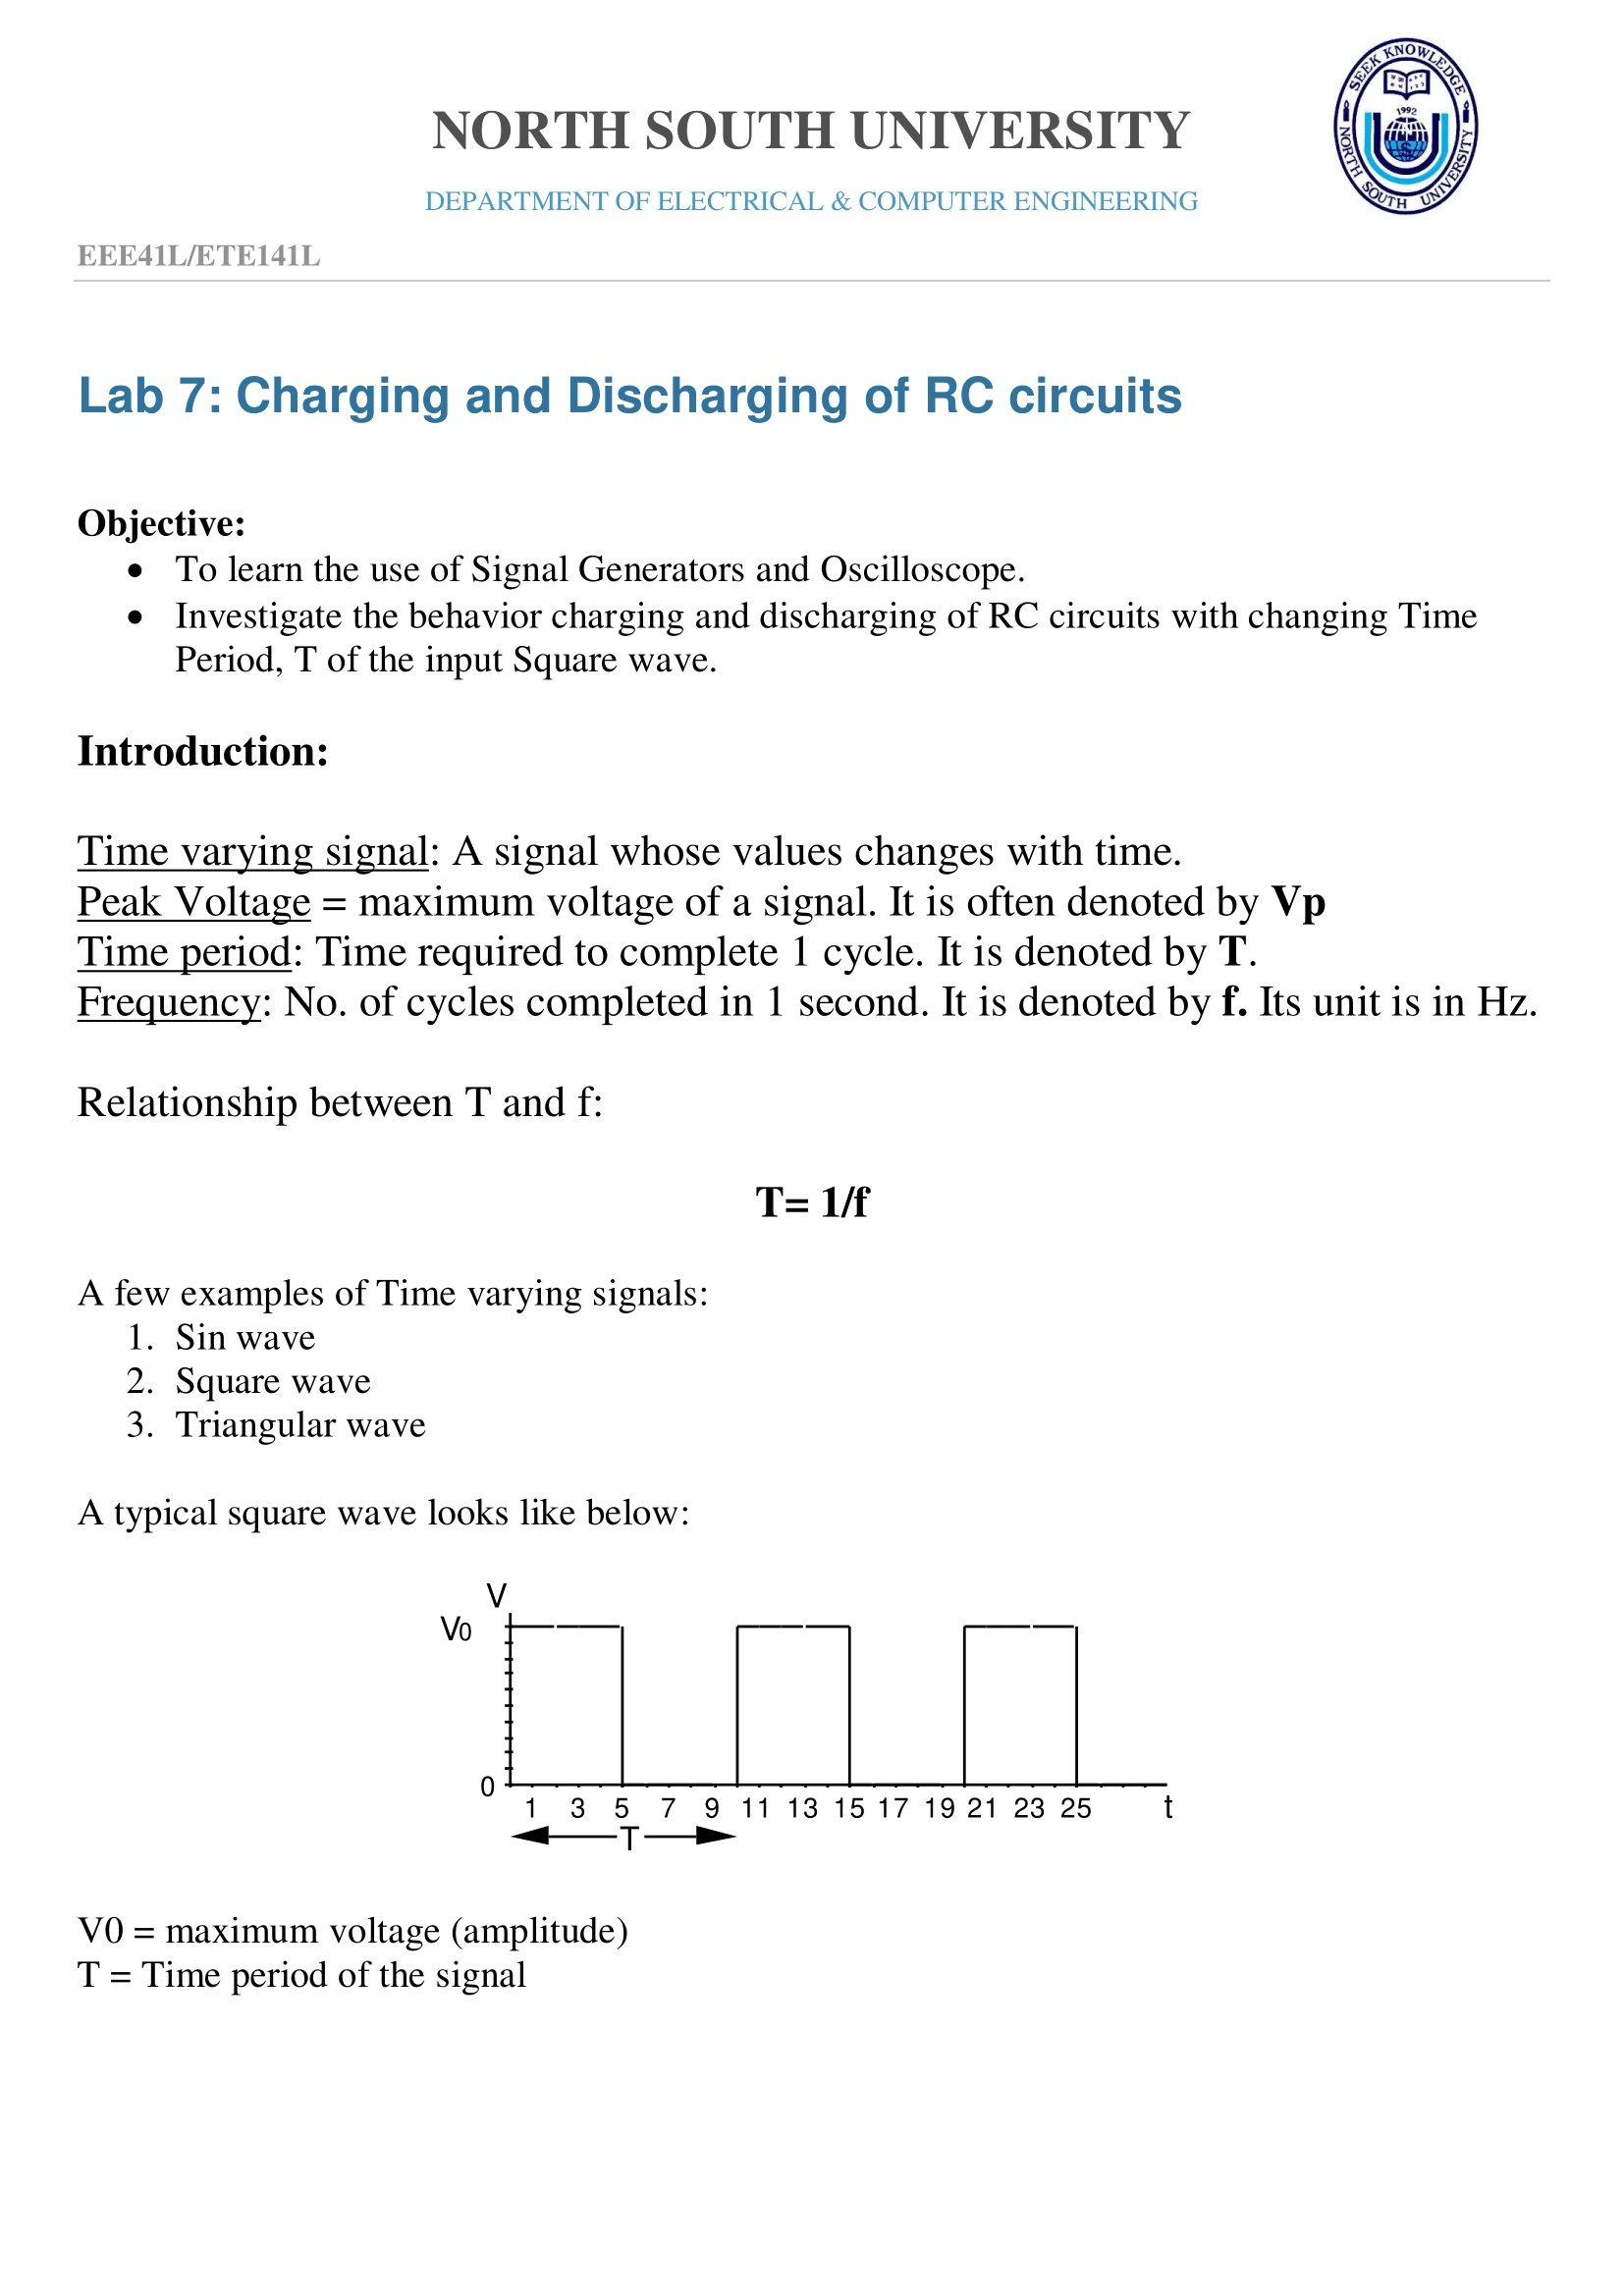 SEEK KNOWLEDGE
1992
NORTH SOUTH UNIVERSITY
NORTH SOUTH UNIVERSITY
DEPARTMENT OF ELECTRICAL & COMPUTER ENGINEERING
EEE41L/ETE141L
Lab 7: Charging and Discharging of RC circuits
Objective:
• To learn the use of Signal Generators and Oscilloscope.
• Investigate the behavior charging and discharging of RC circuits with changing Time
Period, T of the input Square wave.
Introduction:
Time varying signal: A signal whose values changes with time.
Peak Voltage = maximum voltage of a signal. It is often denoted by Vp
Time period: Time required to complete 1 cycle. It is denoted by T.
Frequency: No. of cycles completed in 1 second. It is denoted by f. Its unit is in Hz.
Relationship between T and f:
T= 1/f
A few examples of Time varying signals:
1. Sin wave
2. Square wave
3. Triangular wave
A typical square wave looks like below:
V
V0
0
1 3 5 7 9 11 13 15 17 19 21 23 25 t
T
V0 = maximum voltage (amplitude)
T = Time period of the signal